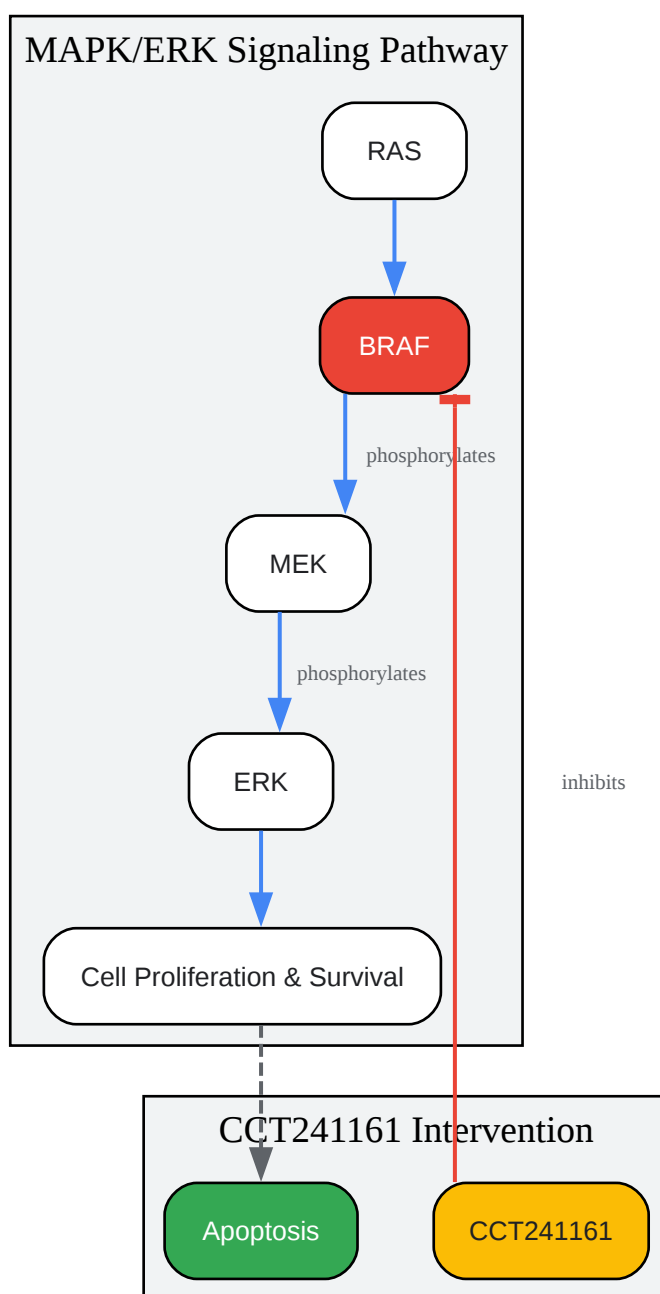 MAPK/ERK Signaling Pathway
RAS
BRAF
phosphorylates
MEK
phosphorylates
ERK
inhibits
Cell Proliferation & Survival
CCT241161 Intervention
Apoptosis
CCT241161